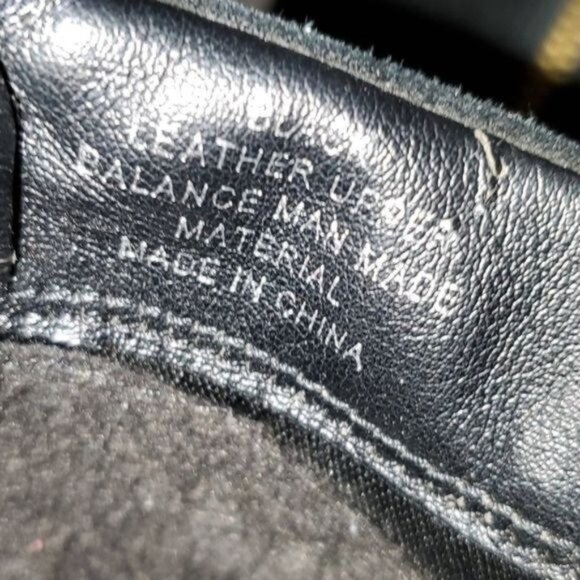 LEATHER UPPER
BALANCE MAN MADE
MATERIAL
MADE IN CHINA